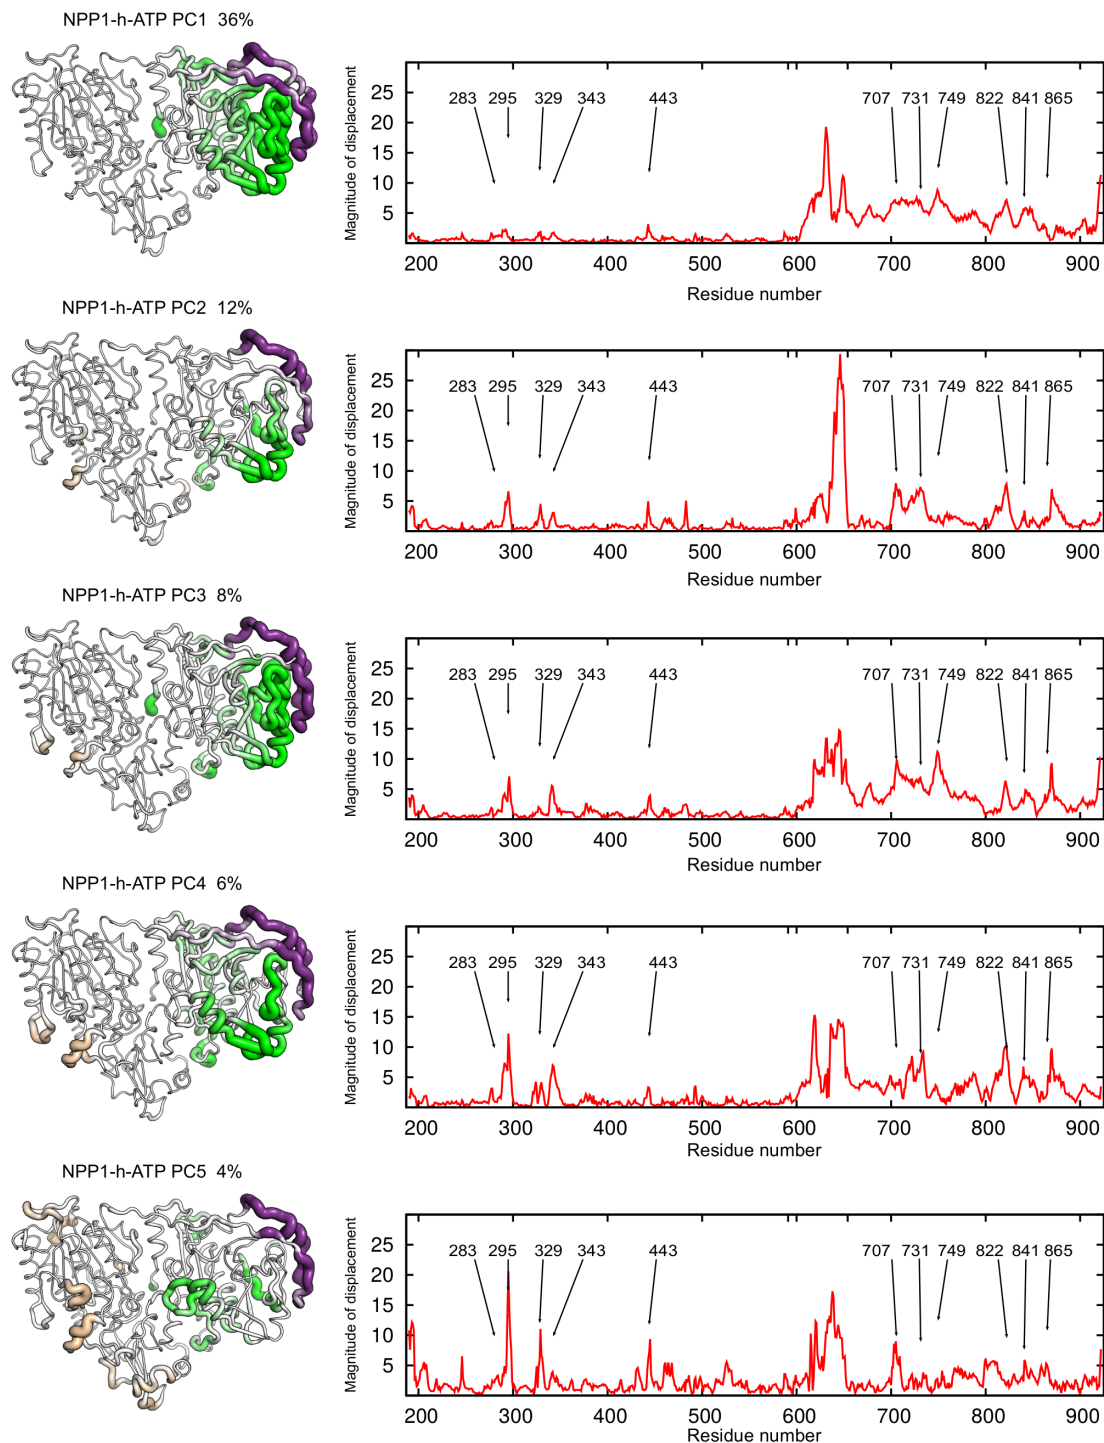 NPP1-h-ATP PC1 36%
Magnitude of displacement
25
20
15
10
5
283 295 329 343 443 707 731 749 822 841 865
200 300 400 500 600 700 800 900
Residue number
NPP1-h-ATP PC2 12%
Magnitude of displacement
25
20
15
10
5
283 295 329 343 443 707 731 749 822 841 865
200 300 400 500 600 700 800 900
Residue number
NPP1-h-ATP PC3 8%
Magnitude of displacement
25
20
15
10
5
283 295 329 343 443 707 731 749 822 841 865
200 300 400 500 600 700 800 900
Residue number
NPP1-h-ATP PC4 6%
Magnitude of displacement
25
20
15
10
5
283 295 329 343 443 707 731 749 822 841 865
200 300 400 500 600 700 800 900
Residue number
NPP1-h-ATP PC5 4%
Magnitude of displacement
25
20
15
10
5
283 295 329 343 443 707 731 749 822 841 865
200 300 400 500 600 700 800 900
Residue number